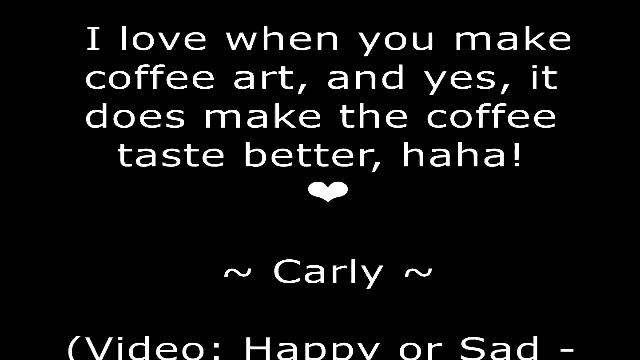 I love when you make
coffee art, and yes, it
does make the coffee
taste better, haha!
❤
~ Carly ~
(Video: Happy or Sad -